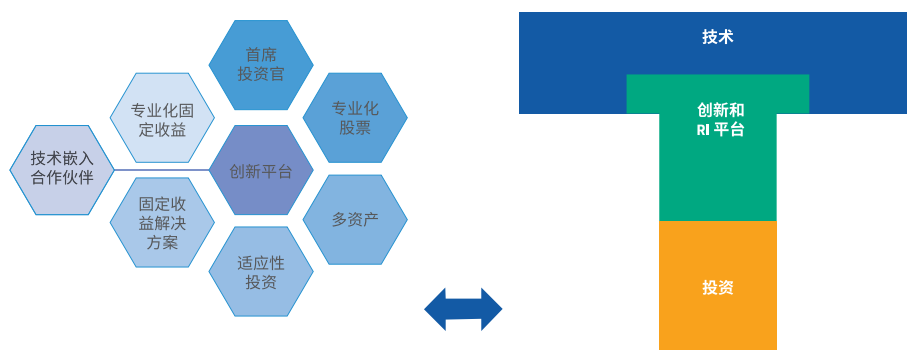 首席
投资官
专业化固
定收益
专业化
股票
技术嵌入
合作伙伴
创新平台
固定收
益解决
方案
多资产
适应性
投资
技术
创新和
RI 平台
投资